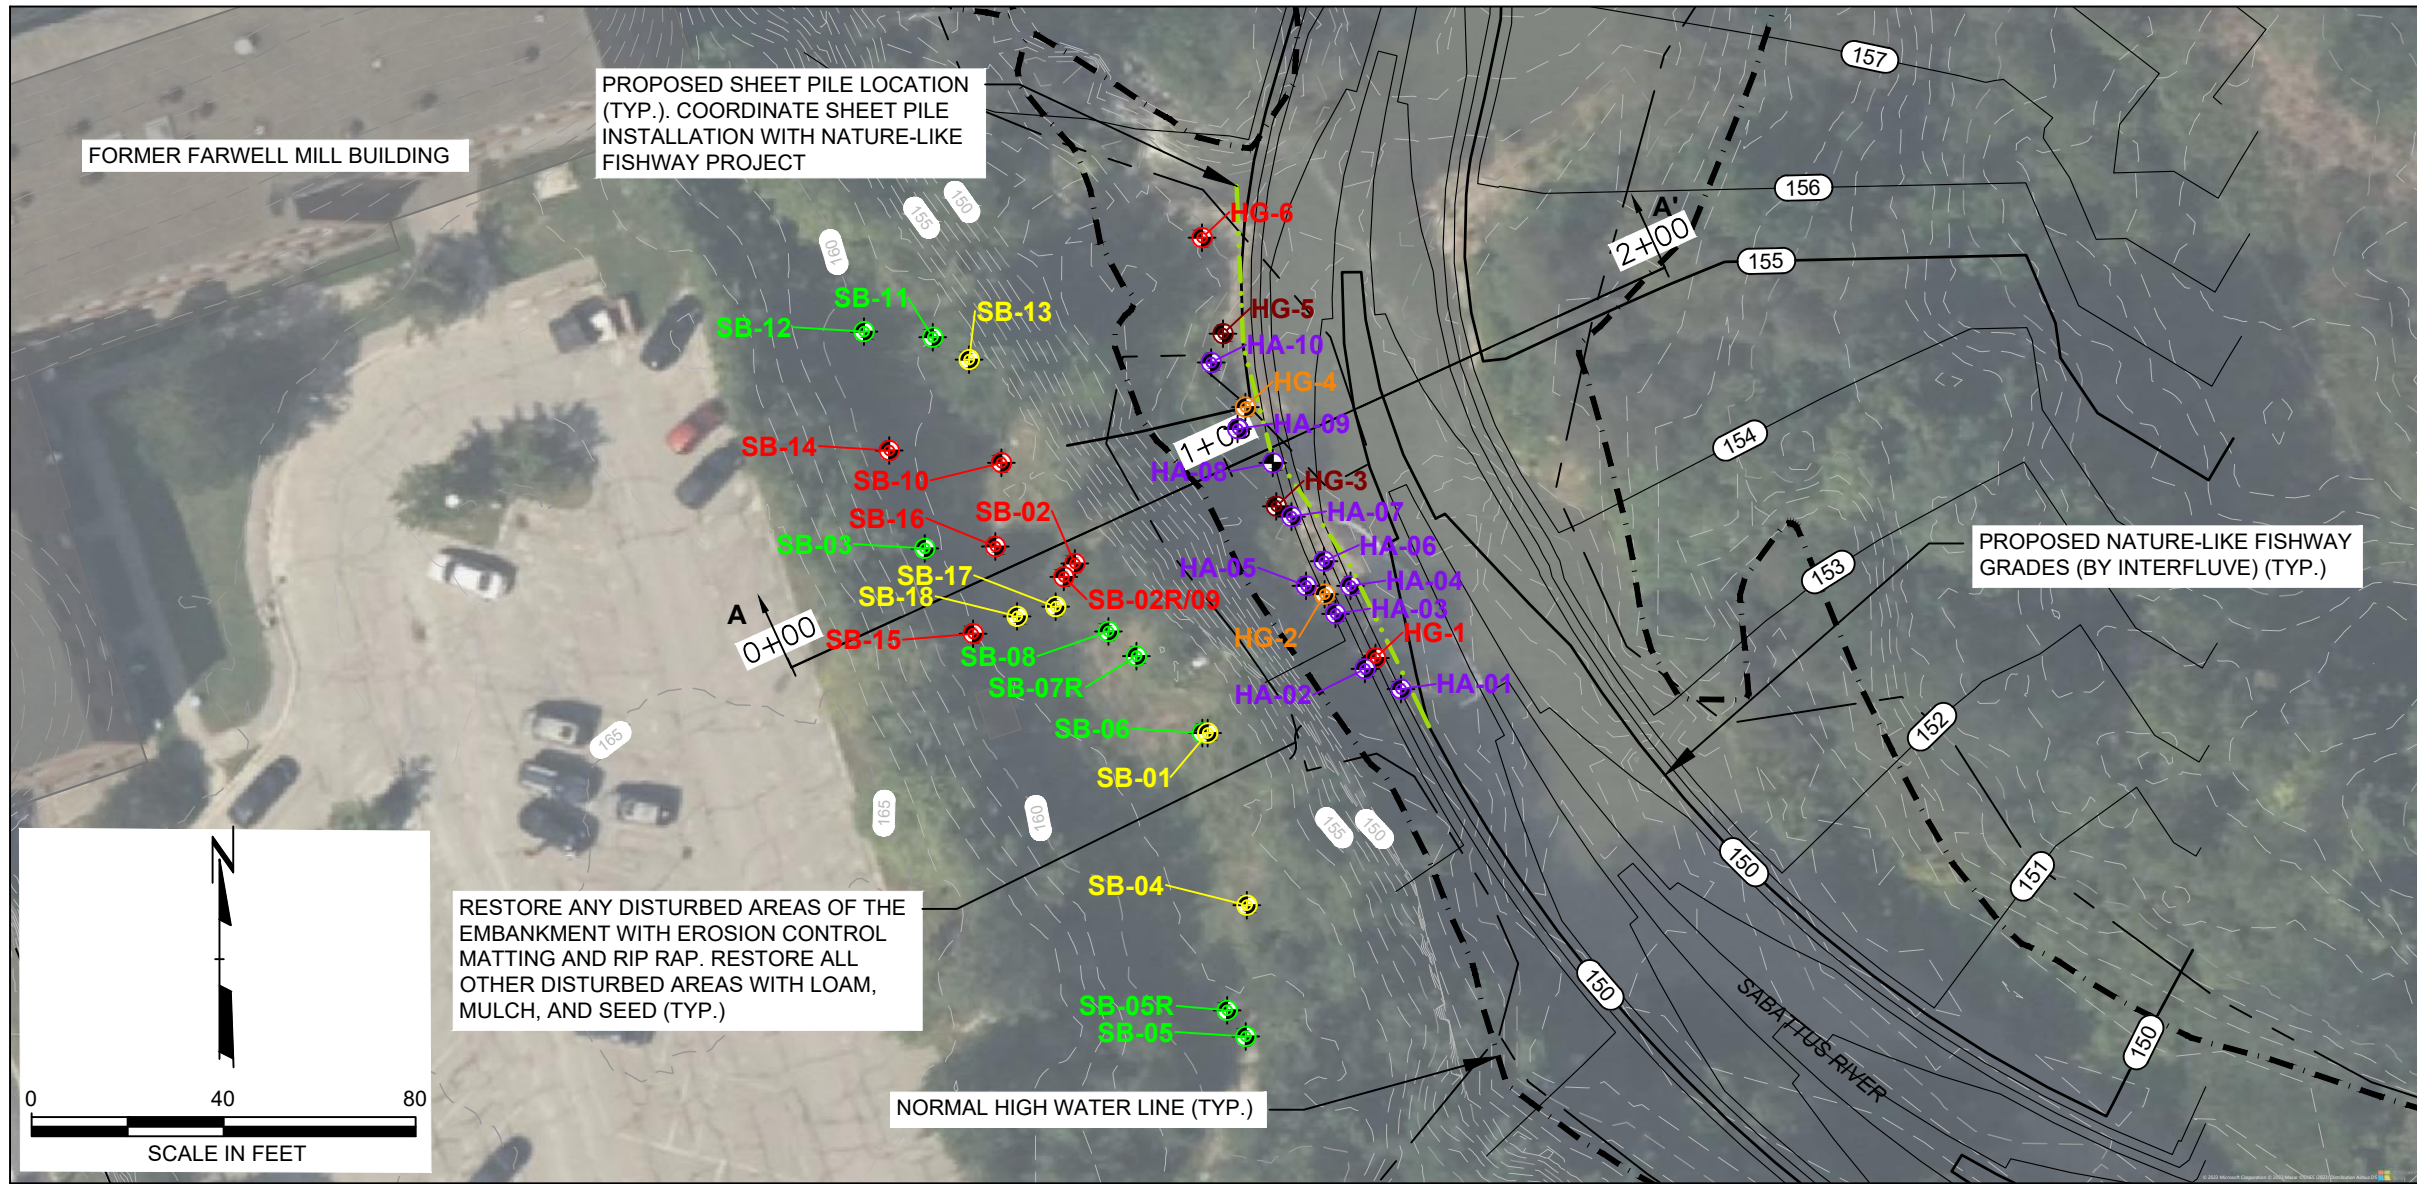 PROPOSED SHEET PILE LOCATION
(TYP.). COORDINATE SHEET PILE
INSTALLATION WITH NATURE-LIKE
FISHWAY PROJECT
FORMER FARWELL MILL BUILDING
157
156
155
154
153
152
151
150
150
150
150
155
160
A'
2+00
HG-6
HG-5
HA-10
HG-4
HA-09
1+00
HA-08
HG-3
HA-07
HA-06
HA-05
HA-04
HA-03
HG-2
HG-1
HA-02
HA-01
SB-11
SB-12
SB-13
SB-14
SB-10
SB-16
SB-02
SB-03
SB-17
SB-18
SB-02R/09
SB-15
SB-08
SB-07R
SB-06
SB-01
A
0+00
165
165
160
155
150
SB-04
SB-05R
SB-05
PROPOSED NATURE-LIKE FISHWAY
GRADES (BY INTERFLUVE) (TYP.)
RESTORE ANY DISTURBED AREAS OF THE
EMBANKMENT WITH EROSION CONTROL
MATTING AND RIP RAP. RESTORE ALL
OTHER DISTURBED AREAS WITH LOAM,
MULCH, AND SEED (TYP.)
NORMAL HIGH WATER LINE (TYP.)
SABATTUS RIVER
N
0 40 80
SCALE IN FEET